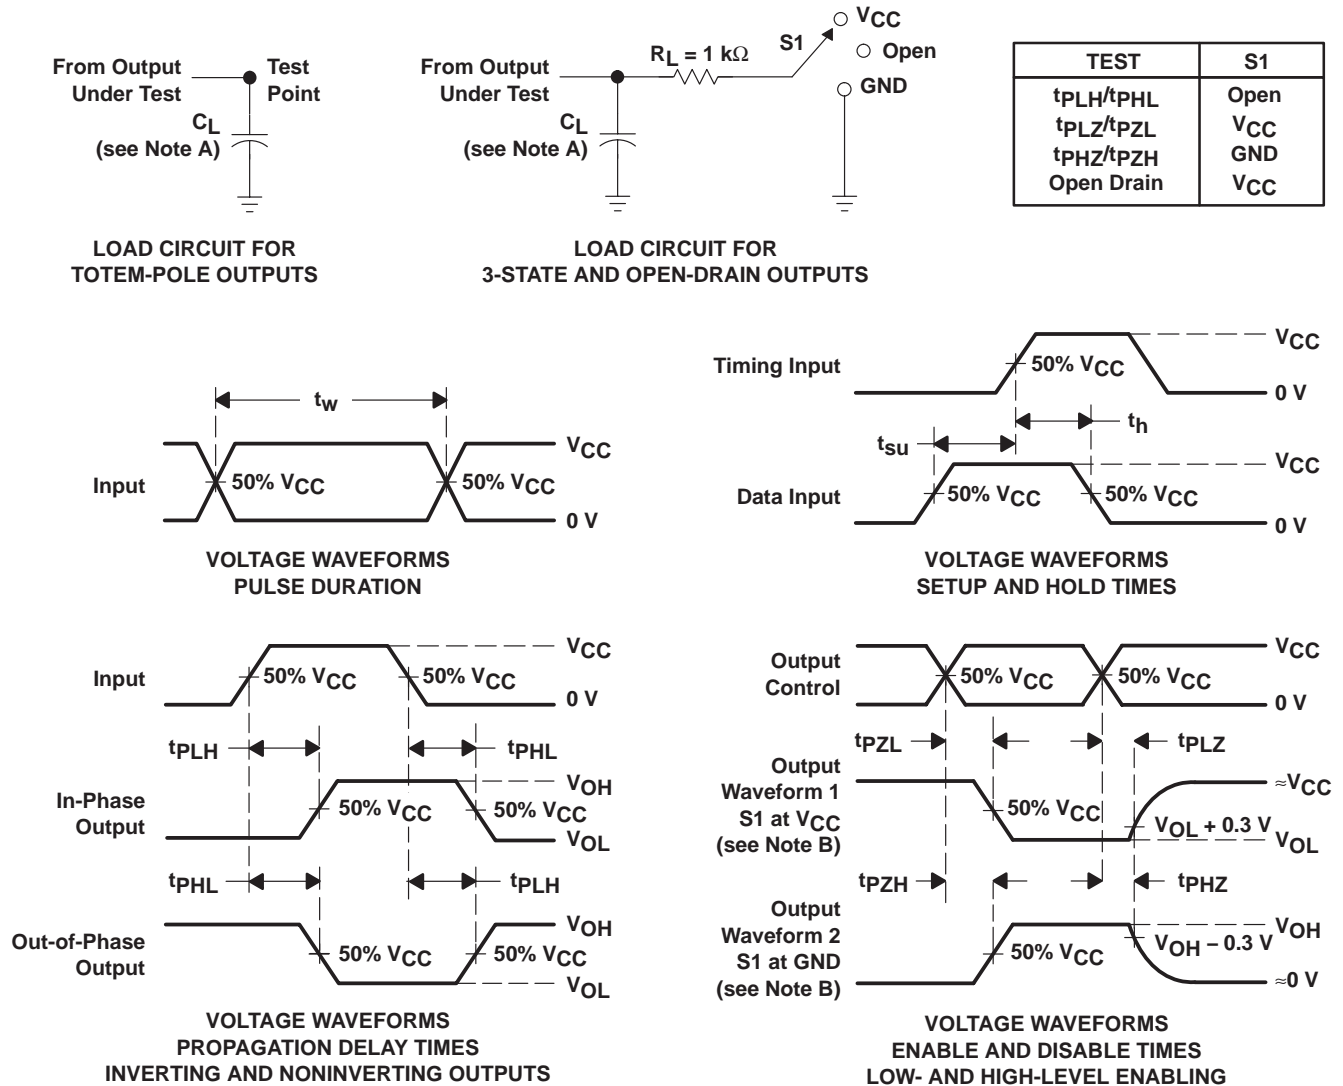 From Output
Under Test
Test
Point
CL
(see Note A)
LOAD CIRCUIT FOR
TOTEM-POLE OUTPUTS
From Output
Under Test
RL = 1 kΩ
S1
VCC
Open
GND
CL
(see Note A)
LOAD CIRCUIT FOR
3-STATE AND OPEN-DRAIN OUTPUTS
TEST S1
tPLH/tPHL Open
tPLZ/tPZL VCC
tPHZ/tPZH GND
Open Drain VCC
tw
Input
50% VCC
50% VCC
VCC
0 V
VOLTAGE WAVEFORMS
PULSE DURATION
Timing Input
50% VCC
VCC
0 V
tsu
th
Data Input
50% VCC
50% VCC
VCC
0 V
VOLTAGE WAVEFORMS
SETUP AND HOLD TIMES
Input
50% VCC
50% VCC
VCC
0 V
tPLH
tPHL
In-Phase
Output
50% VCC
50% VCC
VOH
VOL
tPHL
tPLH
Out-of-Phase
Output
50% VCC
50% VCC
VOH
VOL
VOLTAGE WAVEFORMS
PROPAGATION DELAY TIMES
INVERTING AND NONINVERTING OUTPUTS
Output
Control
50% VCC
50% VCC
VCC
0 V
tPZL
tPLZ
Output
Waveform 1
S1 at VCC
(see Note B)
50% VCC
VOL + 0.3 V
≈VCC
VOL
tPZH
tPHZ
Output
Waveform 2
S1 at GND
(see Note B)
50% VCC
VOH − 0.3 V
VOH
≈0 V
VOLTAGE WAVEFORMS
ENABLE AND DISABLE TIMES
LOW- AND HIGH-LEVEL ENABLING